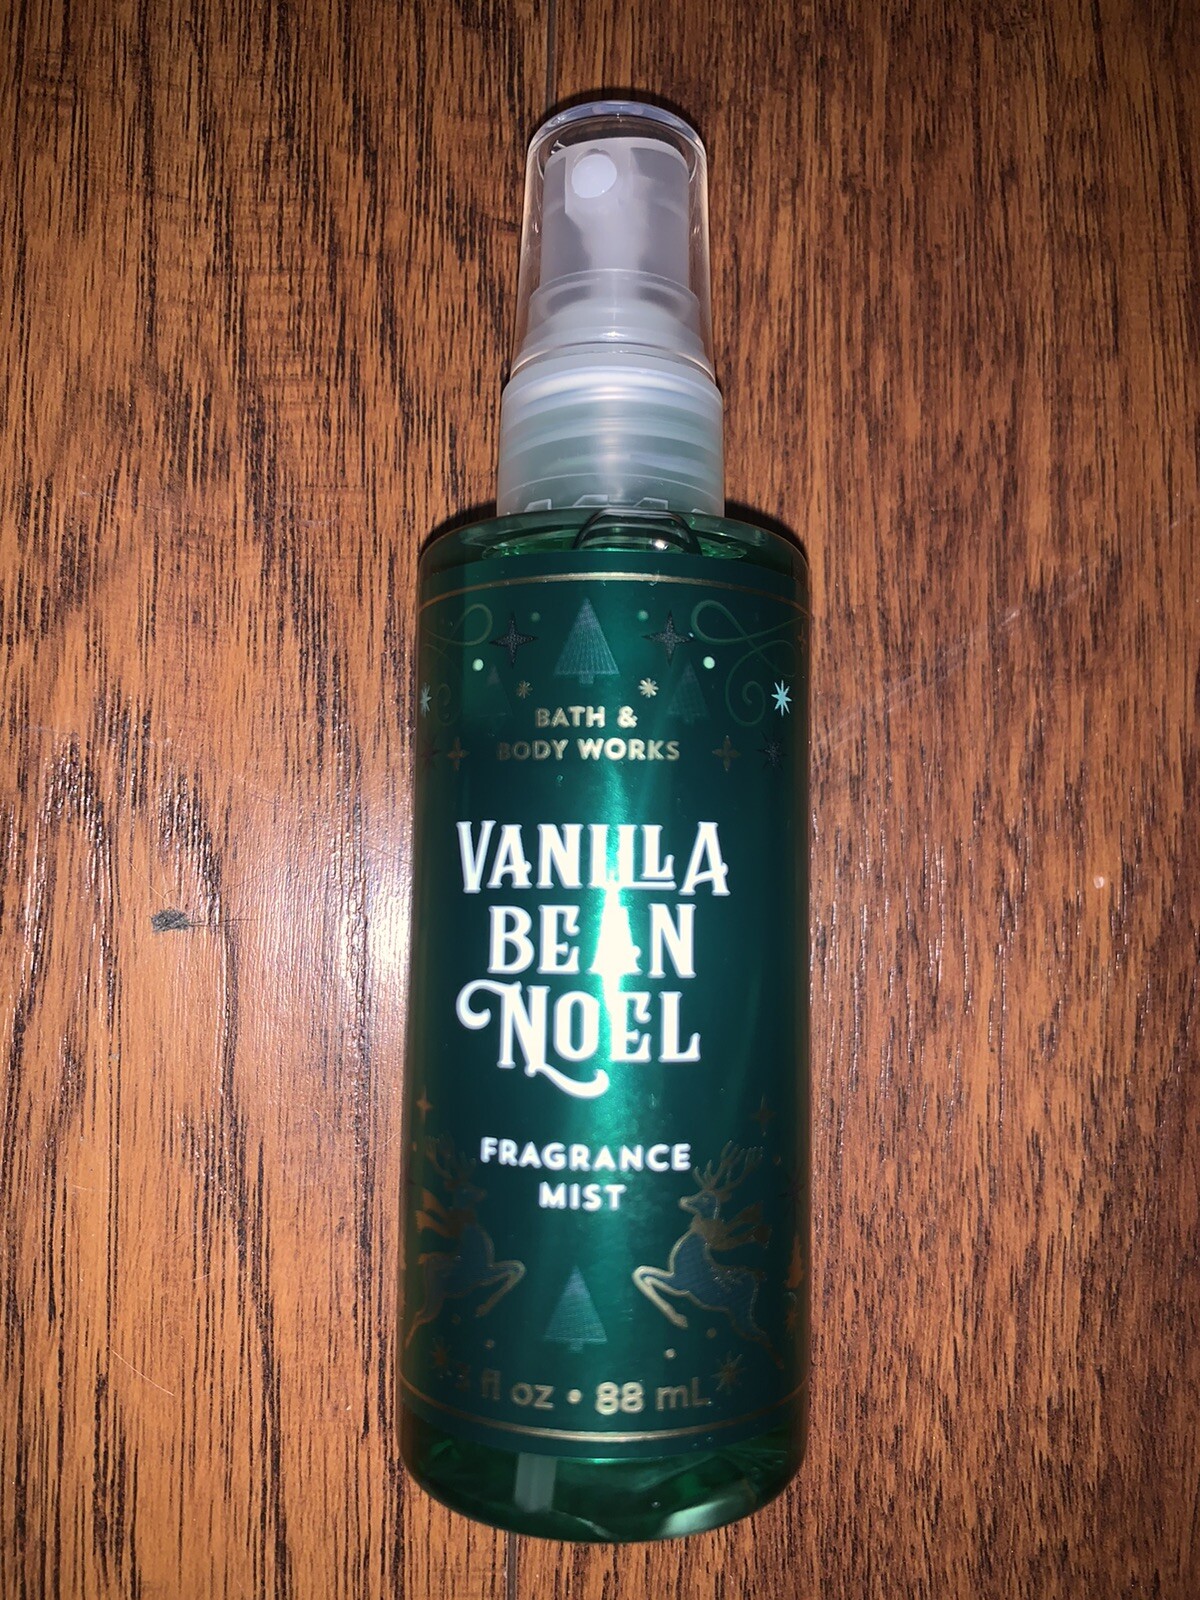 BATH &
BODY WORKS
VANILLA
BEAN
NOEL
FRAGRANCE
MIST
fl oz • 88 mL